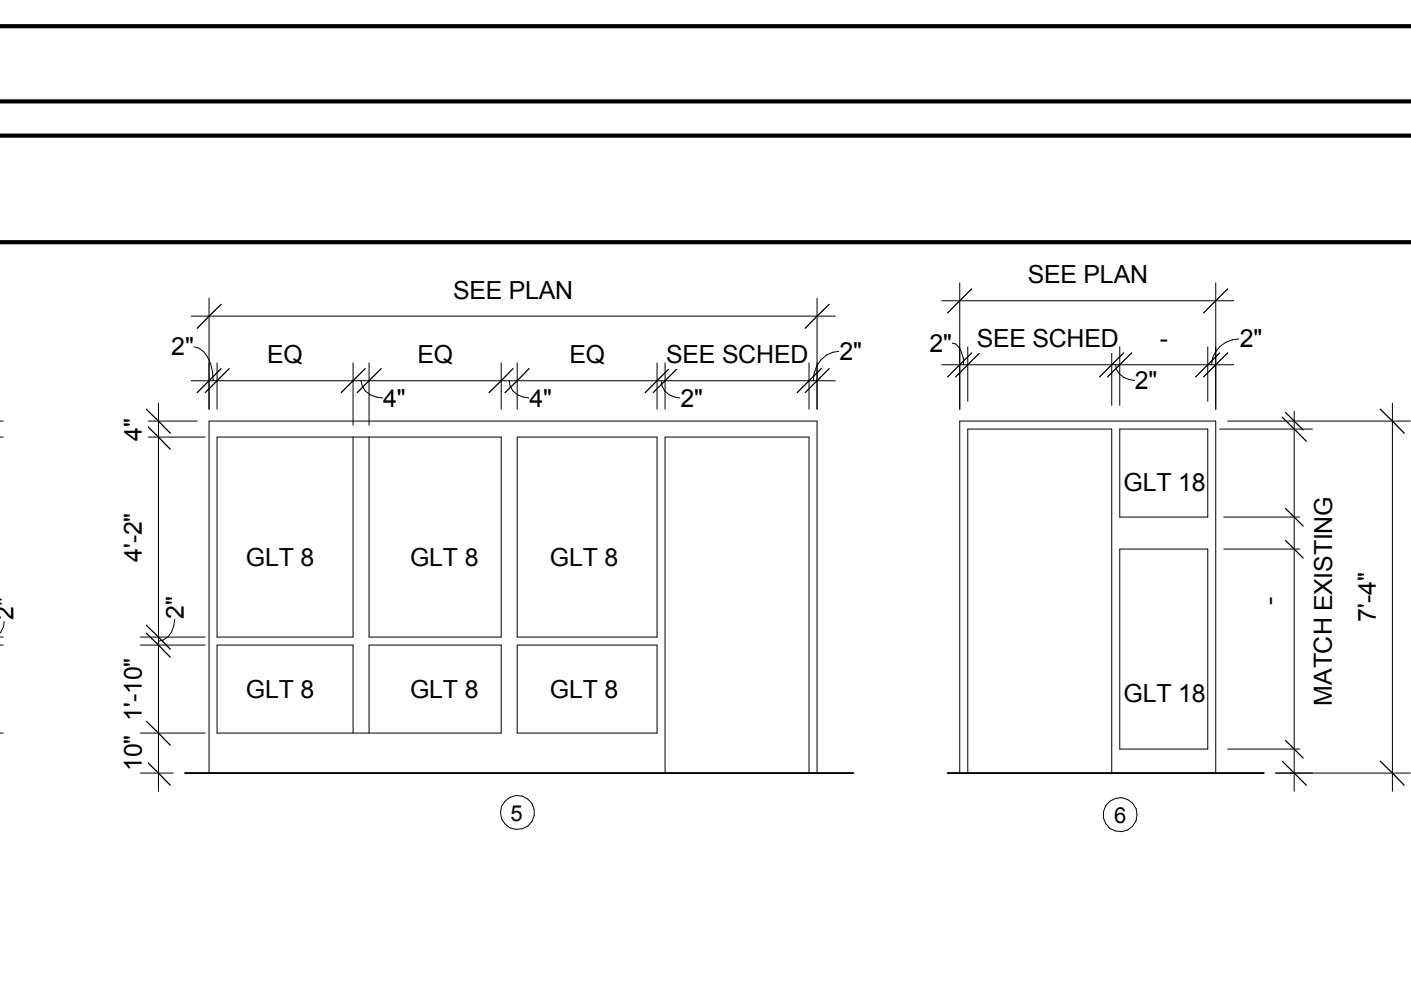 SEE PLAN
2"
EQ
EQ
EQ
SEE SCHED
2"
4"
4"
2"
4"
4'-2"
2"
1'-10"
10"
GLT 8
GLT 8
GLT 8
GLT 8
GLT 8
GLT 8
5
2"
SEE PLAN
2"
SEE SCHED
-
2"
2"
GLT 18
GLT 18
-
MATCH EXISTING
7'-4"
6